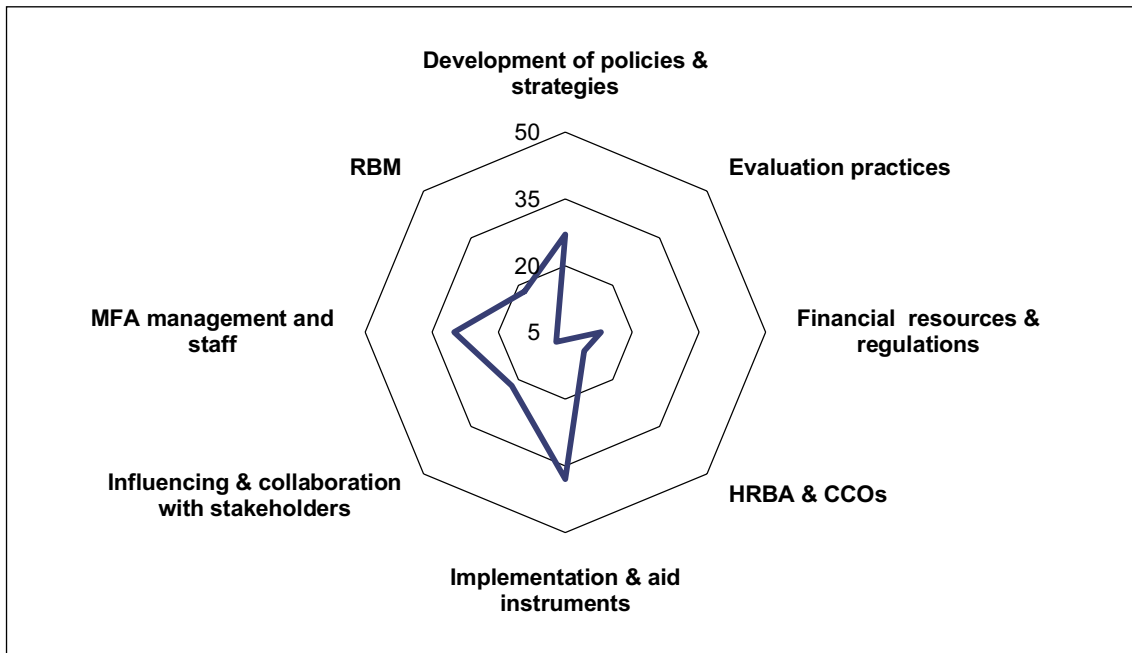 Development of policies &
strategies
50
RBM
Evaluation practices
35
20
MFA management and
staff
5
Financial resources &
regulations
Influencing & collaboration
with stakeholders
HRBA & CCOs
Implementation & aid
instruments